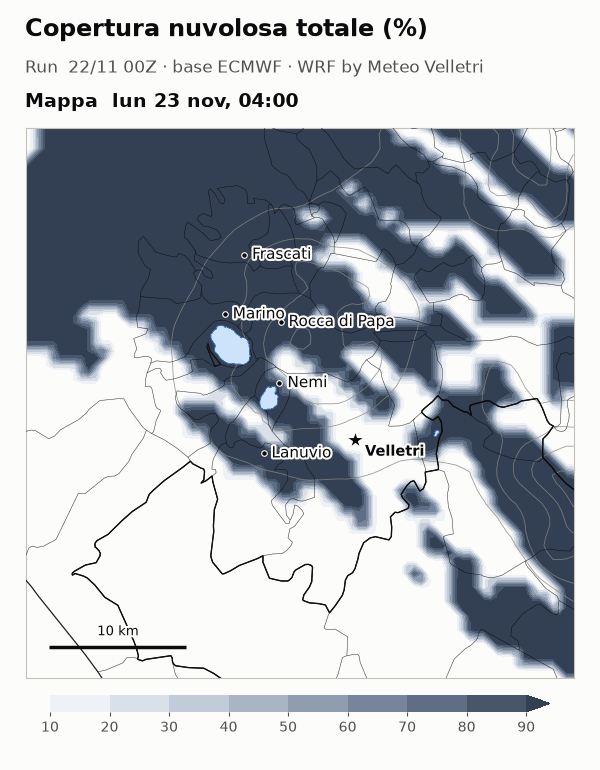 Copertura nuvolosa totale (%)
Run  22/11 00Z · base ECMWF · WRF by Meteo Velletri
Mappa  lun 23 nov, 04:00
Frascati
Marino
Rocca di Papa
Nemi
Velletri
Lanuvio
10 km
10 20 30 40 50 60 70 80 90